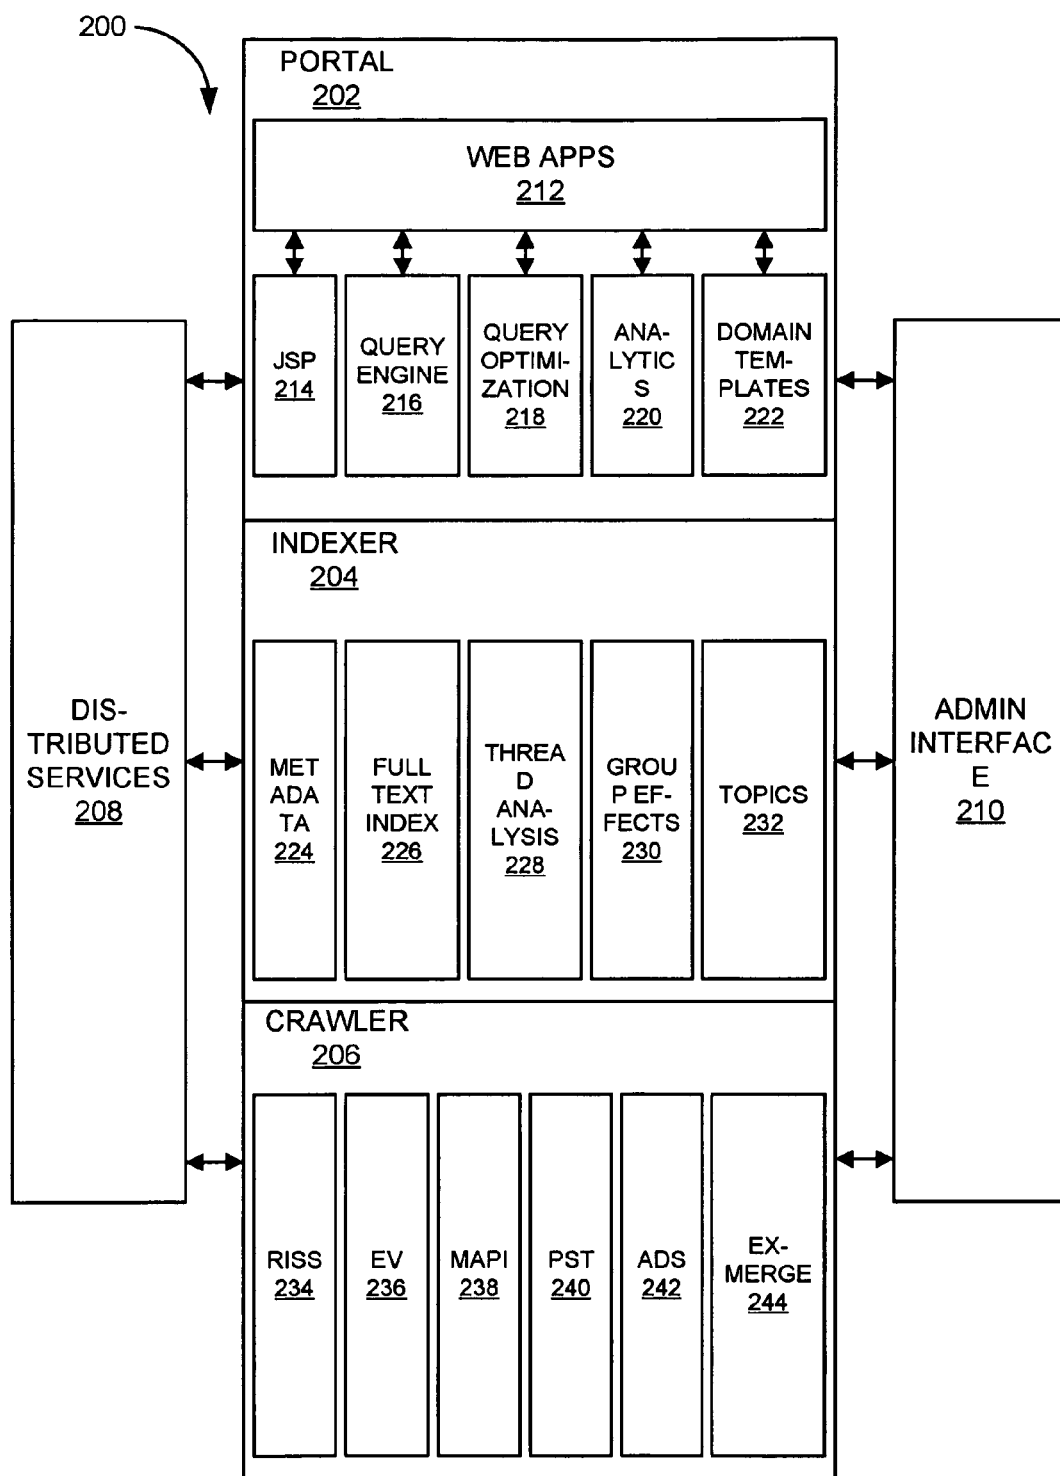 200
PORTAL
202
WEB APPS
212
JSP
214
QUERY
ENGINE
216
QUERY
OPTIMI-
ZATION
218
ANA-
LYTIC
S
220
DOMAIN
TEM-
PLATES
222
INDEXER
204
DIS-
TRIBUTED
SERVICES
208
ADMIN
INTERFAC
E
210
MET
ADA
TA
224
FULL
TEXT
INDEX
226
THREA
D
ANA-
LYSIS
228
GROU
P EF-
FECTS
230
TOPICS
232
CRAWLER
206
RISS
234
EV
236
MAPI
238
PST
240
ADS
242
EX-
MERGE
244